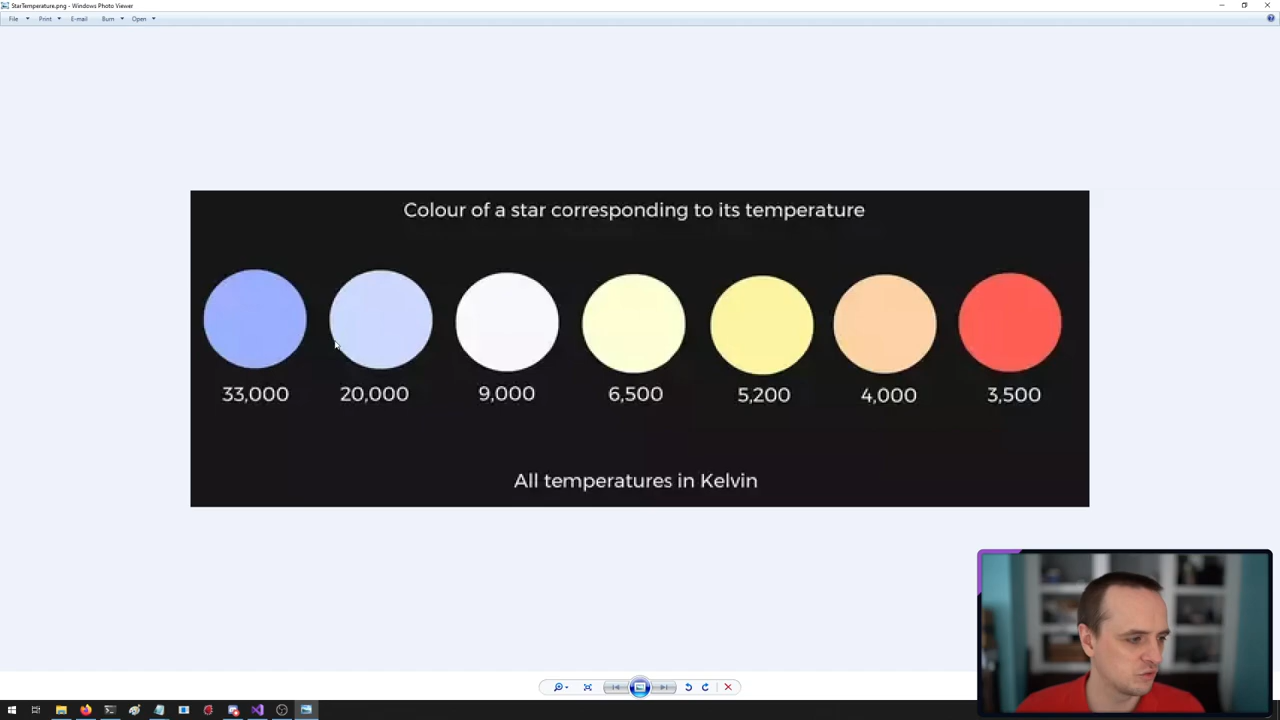 StarTemperature.png - Windows Photo Viewer
File Print E-mail Burn Open
Colour of a star corresponding to its temperature
33,000 20,000 9,000 6,500 5,200 4,000 3,500
All temperatures in Kelvin